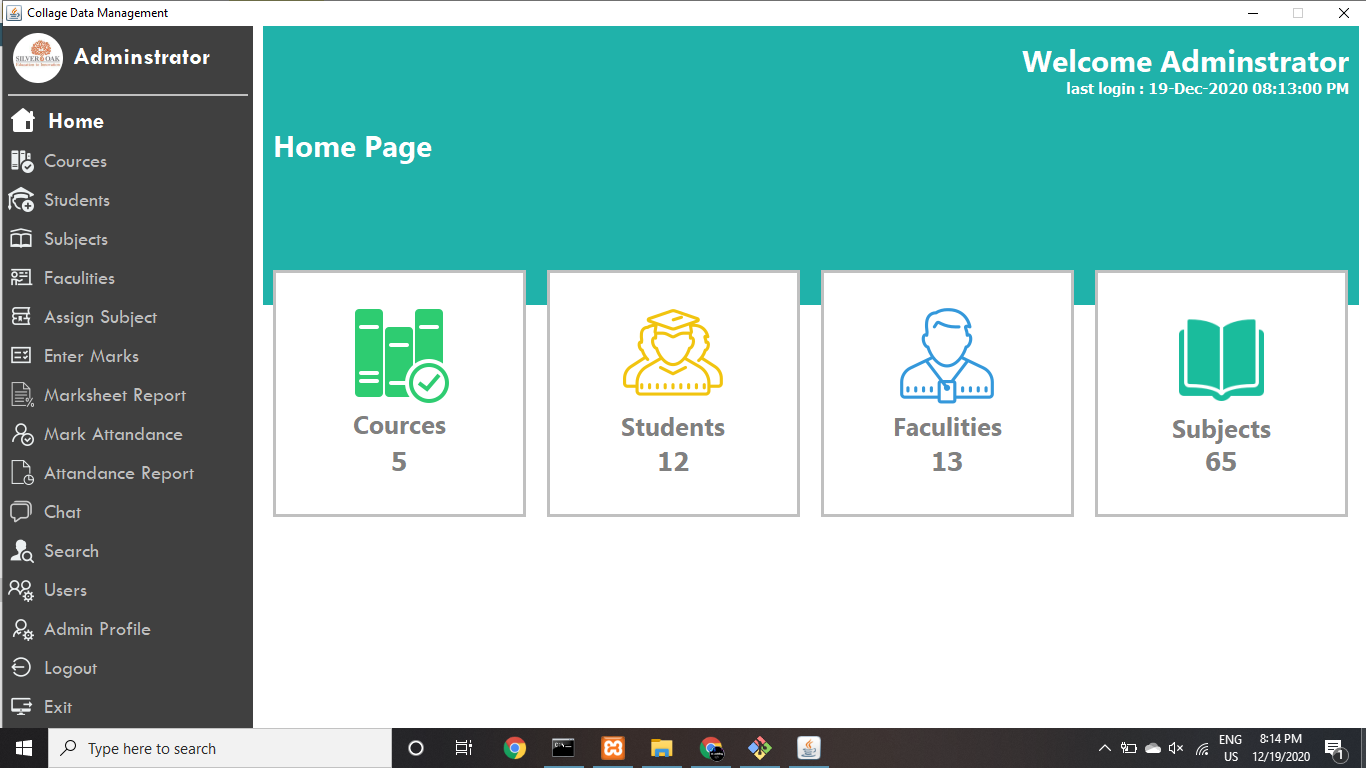 Collage Data Management
SILVER OAK
Education to Innovation
Adminstrator
Home
Cources
Students
Subjects
Faculities
Assign Subject
Enter Marks
Marksheet Report
Mark Attandance
Attandance Report
Chat
Search
Users
Admin Profile
Logout
Exit
Welcome Adminstrator
last login : 19-Dec-2020 08:13:00 PM
Home Page
Cources
5
Students
12
Faculities
13
Subjects
65
Type here to search
ENG
US
8:14 PM
12/19/2020
1